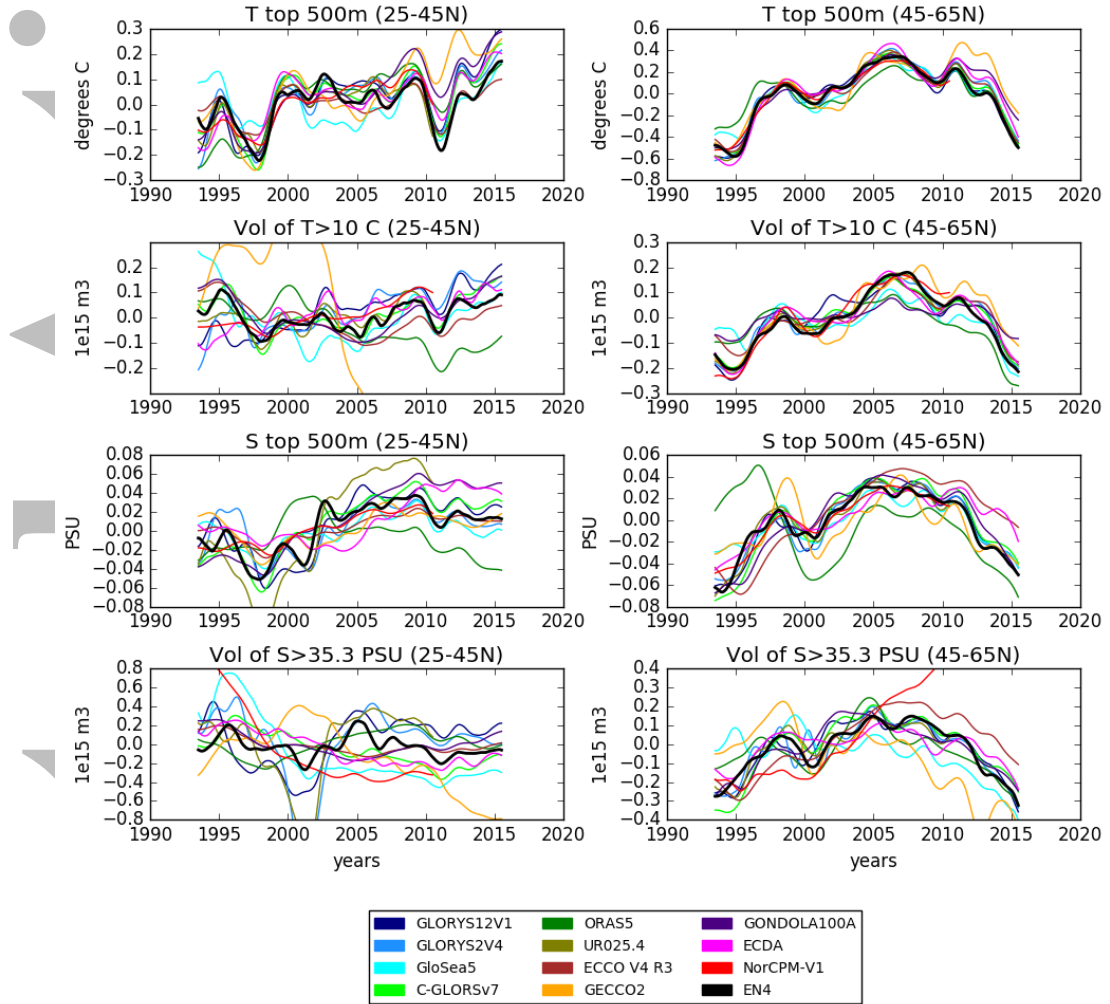 T top 500m (25-45N)
T top 500m (45-65N)
degrees C
0.3
0.2
0.1
0.0
−0.1
−0.2
−0.3
1990 1995 2000 2005 2010 2015 2020
degrees C
0.6
0.4
0.2
0.0
−0.2
−0.4
−0.6
−0.8
1990 1995 2000 2005 2010 2015 2020
Vol of T>10 C (25-45N)
Vol of T>10 C (45-65N)
1e15 m3
0.2
0.1
0.0
−0.1
−0.2
1990 1995 2000 2005 2010 2015 2020
1e15 m3
0.3
0.2
0.1
0.0
−0.1
−0.2
−0.3
1990 1995 2000 2005 2010 2015 2020
S top 500m (25-45N)
S top 500m (45-65N)
PSU
0.08
0.06
0.04
0.02
0.00
−0.02
−0.04
−0.06
−0.08
1990 1995 2000 2005 2010 2015 2020
PSU
0.06
0.04
0.02
0.00
−0.02
−0.04
−0.06
−0.08
1990 1995 2000 2005 2010 2015 2020
Vol of S>35.3 PSU (25-45N)
Vol of S>35.3 PSU (45-65N)
1e15 m3
0.8
0.6
0.4
0.2
0.0
−0.2
−0.4
−0.6
−0.8
1990 1995 2000 2005 2010 2015 2020
years
1e15 m3
0.4
0.3
0.2
0.1
0.0
−0.1
−0.2
−0.3
−0.4
1990 1995 2000 2005 2010 2015 2020
years
GLORYS12V1
GLORYS2V4
GloSea5
C-GLORSv7
ORAS5
UR025.4
ECCO V4 R3
GECCO2
GONDOLA100A
ECDA
NorCPM-V1
EN4